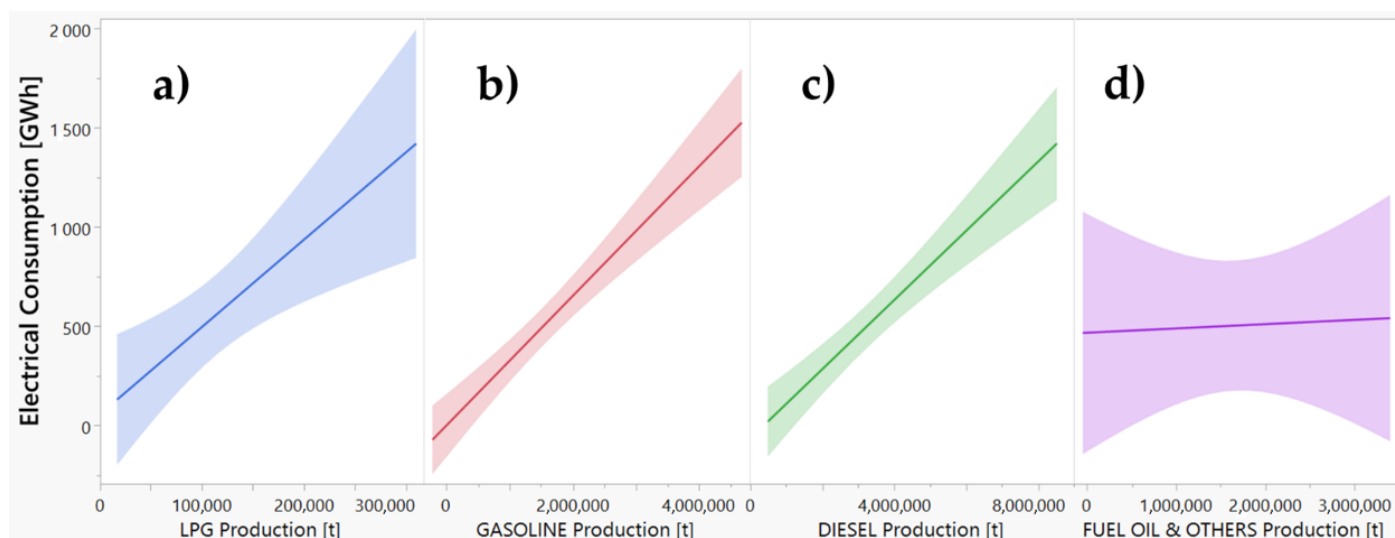 Electrical Consumption [GWh]
2 000
1 500
1 000
500
0
a)
b)
c)
d)
0 100,000 200,000 300,000
LPG Production [t]
0 2,000,000 4,000,000
GASOLINE Production [t]
0 4,000,000 8,000,000
DIESEL Production [t]
0 1,000,000 2,000,000 3,000,000
FUEL OIL & OTHERS Production [t]